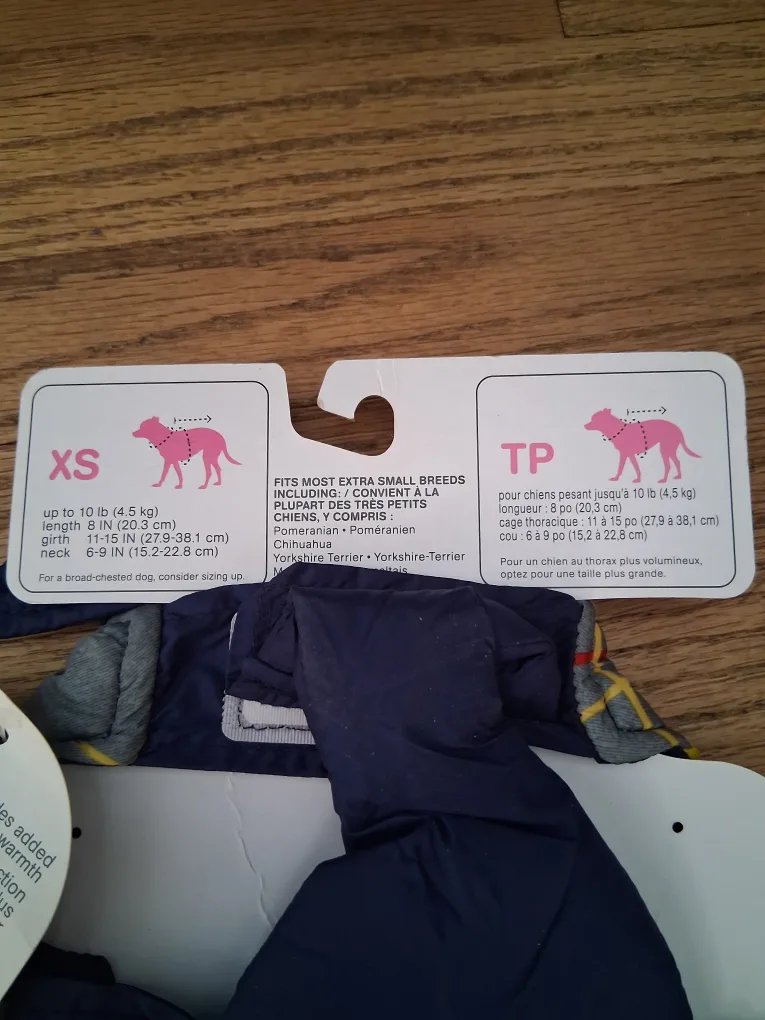 XS
up to 10 lb (4.5 kg)
length 8 IN (20.3 cm)
girth 11-15 IN (27.9-38.1 cm)
neck 6-9 IN (15.2-22.8 cm)
For a broad-chested dog, consider sizing up.
FITS MOST EXTRA SMALL BREEDS
INCLUDING: / CONVIENT À LA
PLUPART DES TRÈS PETITS
CHIENS, Y COMPRIS :
Pomeranian • Poméranien
Chihuahua
Yorkshire Terrier • Yorkshire-Terrier
TP
pour chiens pesant jusqu'à 10 lb (4,5 kg)
longueur : 8 po (20,3 cm)
cage thoracique : 11 à 15 po (27,9 à 38,1 cm)
cou : 6 à 9 po (15,2 à 22,8 cm)
Pour un chien au thorax plus volumineux,
optez pour une taille plus grande.
added
warmth